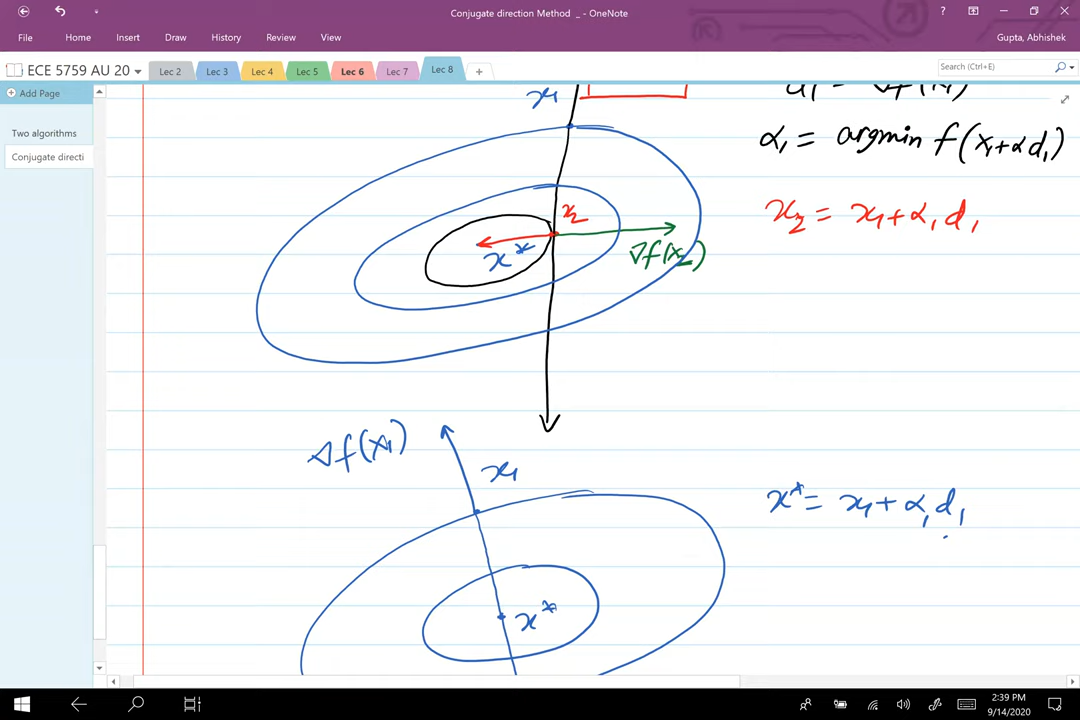 Conjugate direction Method _ - OneNote
File Home Insert Draw History Review View
Gupta, Abhishek
ECE 5759 AU 20
Lec 2 Lec 3 Lec 4 Lec 5 Lec 6 Lec 7 Lec 8
Search (Ctrl+E)
Add Page
Two algorithms
Conjugate directi
x₁
α₁ = argmin f(x₁+αd₁)
x₂
x₂ = x₁+α₁d₁
x*
∇f(x₂)
∇f(x₁)
x₁
x* = x₁+α₁d₁
x*
2:39 PM
9/14/2020